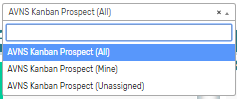 AVNS Kanban Prospect (All)
AVNS Kanban Prospect (All)
AVNS Kanban Prospect (Mine)
AVNS Kanban Prospect (Unassigned)